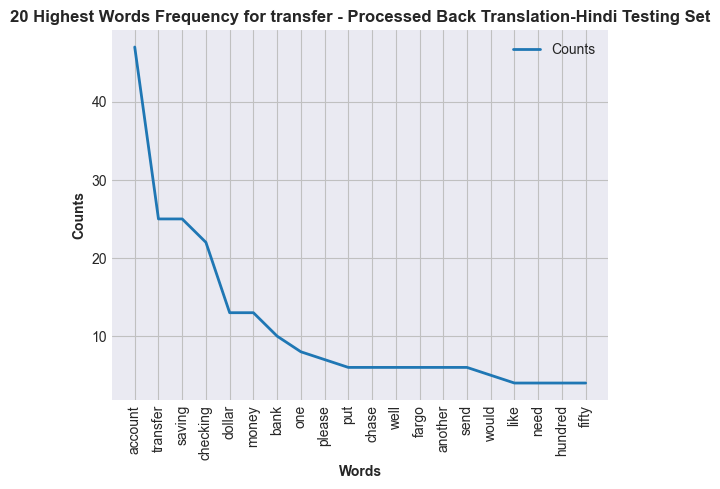 20 Highest Words Frequency for transfer - Processed Back Translation-Hindi Testing Set
Counts
40
30
20
10
Counts
account
transfer
saving
checking
dollar
money
bank
one
please
put
chase
well
fargo
another
send
would
like
need
hundred
fifty
Words